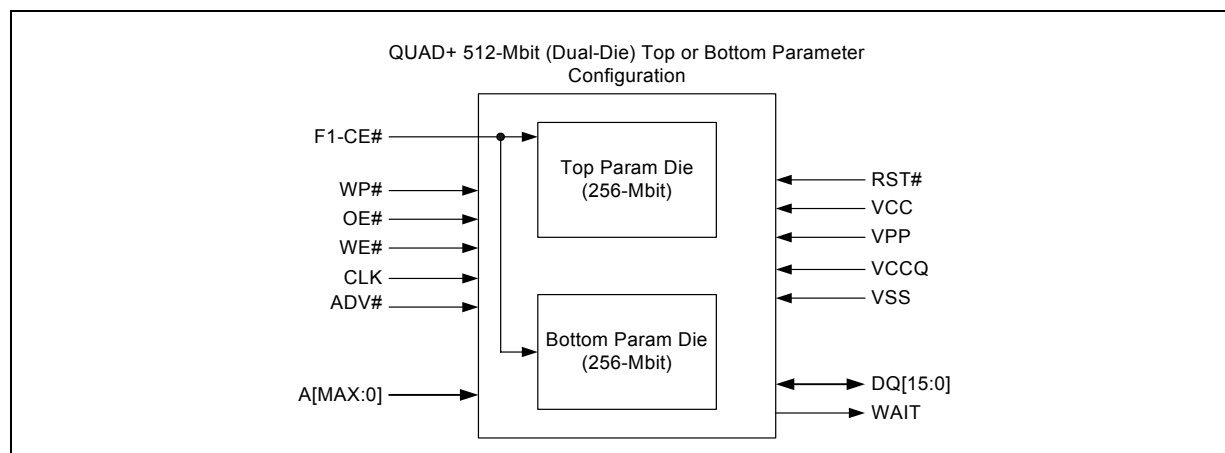 QUAD+ 512-Mbit (Dual-Die) Top or Bottom Parameter
Configuration
F1-CE#
WP#
OE#
WE#
CLK
ADV#
A[MAX:0]
Top Param Die
(256-Mbit)
Bottom Param Die
(256-Mbit)
RST#
VCC
VPP
VCCQ
VSS
DQ[15:0]
WAIT